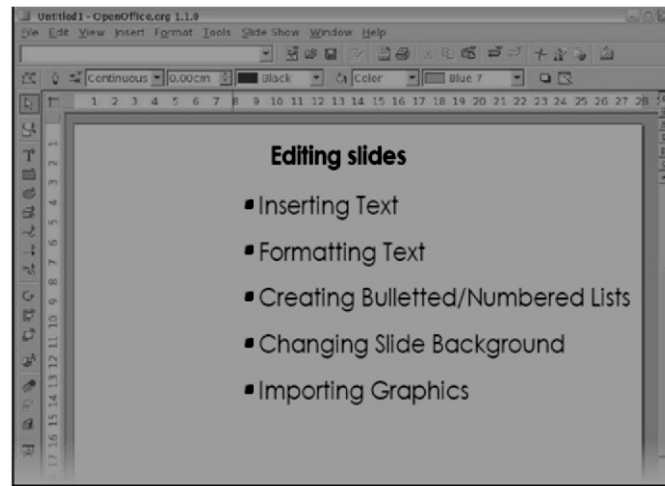 Untitled1 - OpenOffice.org 1.1.0
File Edit View Insert Format Tools Slide Show Window Help
Continuous 0.00cm Black Color Blue 7
1 2 3 4 5 6 7 8 9 10 11 12 13 14 15 16 17 18 19 20 21 22 23 24 25 26 27 28
Editing slides
Inserting Text
Formatting Text
Creating Bulletted/Numbered Lists
Changing Slide Background
Importing Graphics